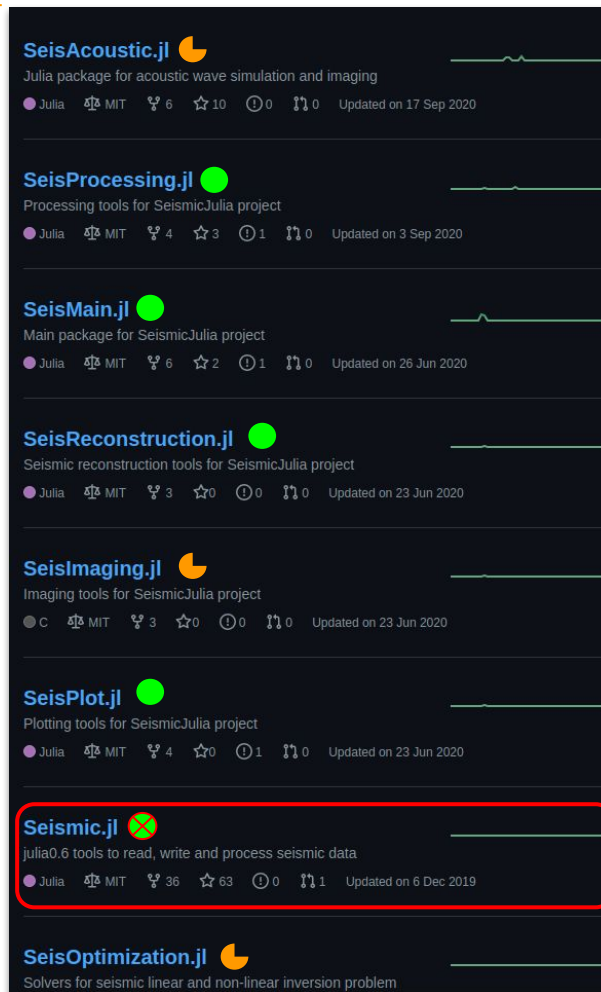 SeisAcoustic.jl
Julia package for acoustic wave simulation and imaging
Julia MIT 6 10 0 0 Updated on 17 Sep 2020
SeisProcessing.jl
Processing tools for SeismicJulia project
Julia MIT 4 3 1 0 Updated on 3 Sep 2020
SeisMain.jl
Main package for SeismicJulia project
Julia MIT 6 2 1 0 Updated on 26 Jun 2020
SeisReconstruction.jl
Seismic reconstruction tools for SeismicJulia project
Julia MIT 3 0 0 0 Updated on 23 Jun 2020
SeisImaging.jl
Imaging tools for SeismicJulia project
C MIT 3 0 0 0 Updated on 23 Jun 2020
SeisPlot.jl
Plotting tools for SeismicJulia project
Julia MIT 4 0 1 0 Updated on 23 Jun 2020
Seismic.jl
julia0.6 tools to read, write and process seismic data
Julia MIT 36 63 0 1 Updated on 6 Dec 2019
SeisOptimization.jl
Solvers for seismic linear and non-linear inversion problem